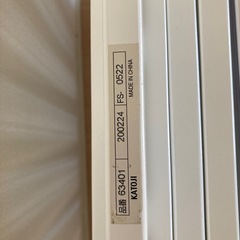 品番 63401 200224 FS- 0522
KATOJI MADE IN CHINA